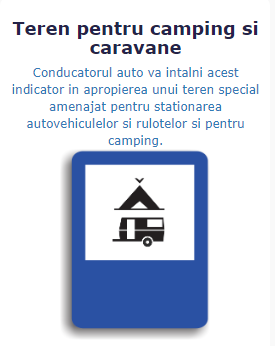 Teren pentru camping si
caravane
Conducatorul auto va intalni acest
indicator in apropierea unui teren special
amenajat pentru stationarea
autovehiculelor si rulotelor si pentru
camping.